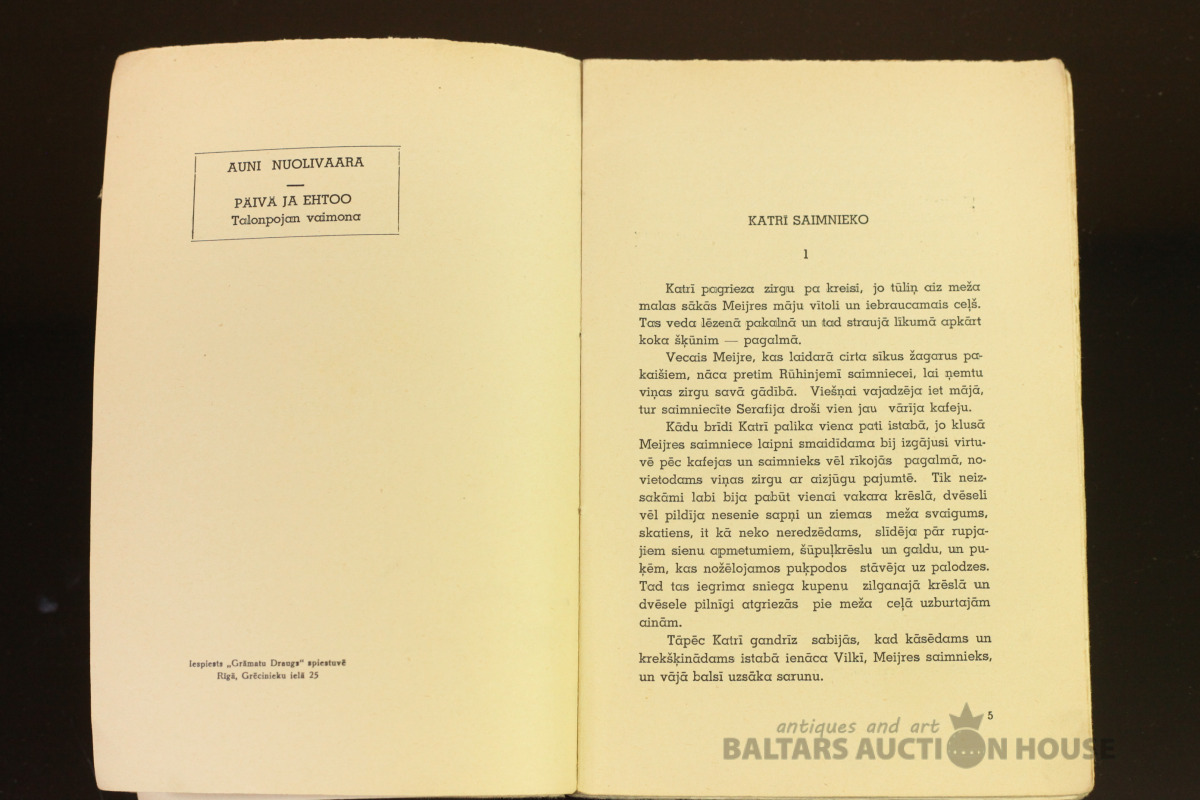 AUNI NUOLIVAARA
—
PÄIVÄ JA EHTOO
Talonpojan vaimona
Iespiests „Grāmatu Draugs" spiestuvē
Rīgā, Grēcinieku ielā 25
KATRĪ SAIMNIEKO
1
Katrī pagrieza zirgu pa kreisi, jo tūliņ aiz meža
malas sākās Meijres māju vītoli un iebraucamais ceļš.
Tas veda lēzenā pakalnā un tad straujā līkumā apkārt
koka šķūnim — pagalmā.
Vecais Meijre, kas laidarā cirta sīkus žagarus pa-
kaišiem, nāca pretim Rūhinjemī saimniecei, lai ņemtu
viņas zirgu savā gādībā. Viešņai vajadzēja iet mājā,
tur saimniecīte Serafija droši vien jau vārīja kafeju.
Kādu brīdi Katrī palika viena pati istabā, jo klusā
Meijres saimniece laipni smaidīdama bij izgājusi virtu-
vē pēc kafejas un saimnieks vēl rīkojās pagalmā, no-
vietodams viņas zirgu ar aizjūgu pajumtē. Tik neiz-
sakāmi labi bija pabūt vienai vakara krēslā, dvēseli
vēl pildīja nesenie sapņi un ziemas meža svaigums,
skatiens, it kā neko neredzēdams, slīdēja pār rupja-
jiem sienu apmetumiem, šūpuļkrēslu un galdu, un pu-
ķēm, kas nožēlojamos puķpodos stāvēja uz palodzes.
Tad tas iegrima sniega kupenu zilganajā krēslā un
dvēsele pilnīgi atgriezās pie meža ceļā uzburtajām
ainām.
Tāpēc Katrī gandrīz sabijās, kad kāsēdams un
krekšķinādams istabā ienāca Vilkī, Meijres saimnieks,
un vājā balsī uzsāka sarunu.
5
antiques and art
BALTARS AUCTION HOUSE